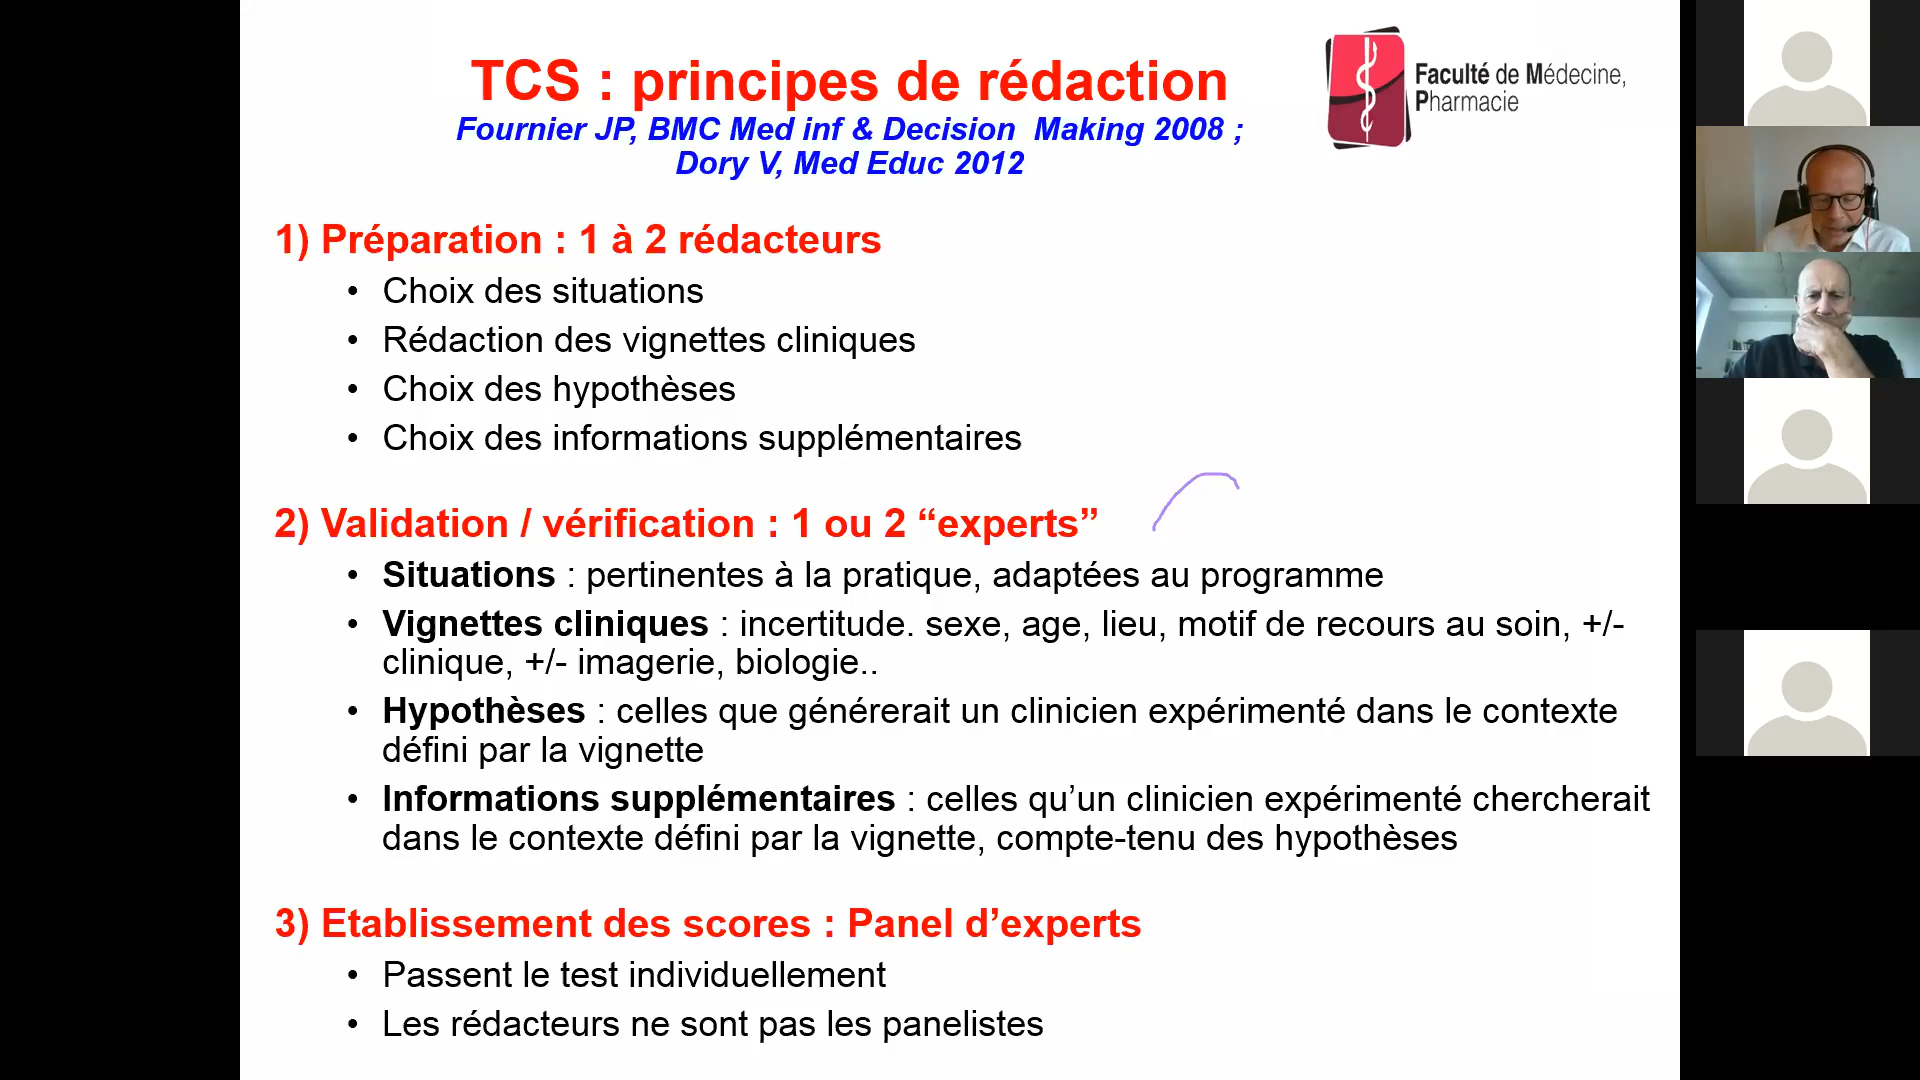 TCS : principes de rédaction
Fournier JP, BMC Med inf & Decision Making 2008 ;
Dory V, Med Educ 2012
Faculté de Médecine,
Pharmacie
1) Préparation : 1 à 2 rédacteurs
• Choix des situations
• Rédaction des vignettes cliniques
• Choix des hypothèses
• Choix des informations supplémentaires
2) Validation / vérification : 1 ou 2 “experts”
• Situations : pertinentes à la pratique, adaptées au programme
• Vignettes cliniques : incertitude. sexe, age, lieu, motif de recours au soin, +/-
clinique, +/- imagerie, biologie..
• Hypothèses : celles que générerait un clinicien expérimenté dans le contexte
défini par la vignette
• Informations supplémentaires : celles qu’un clinicien expérimenté chercherait
dans le contexte défini par la vignette, compte-tenu des hypothèses
3) Etablissement des scores : Panel d’experts
• Passent le test individuellement
• Les rédacteurs ne sont pas les panelistes